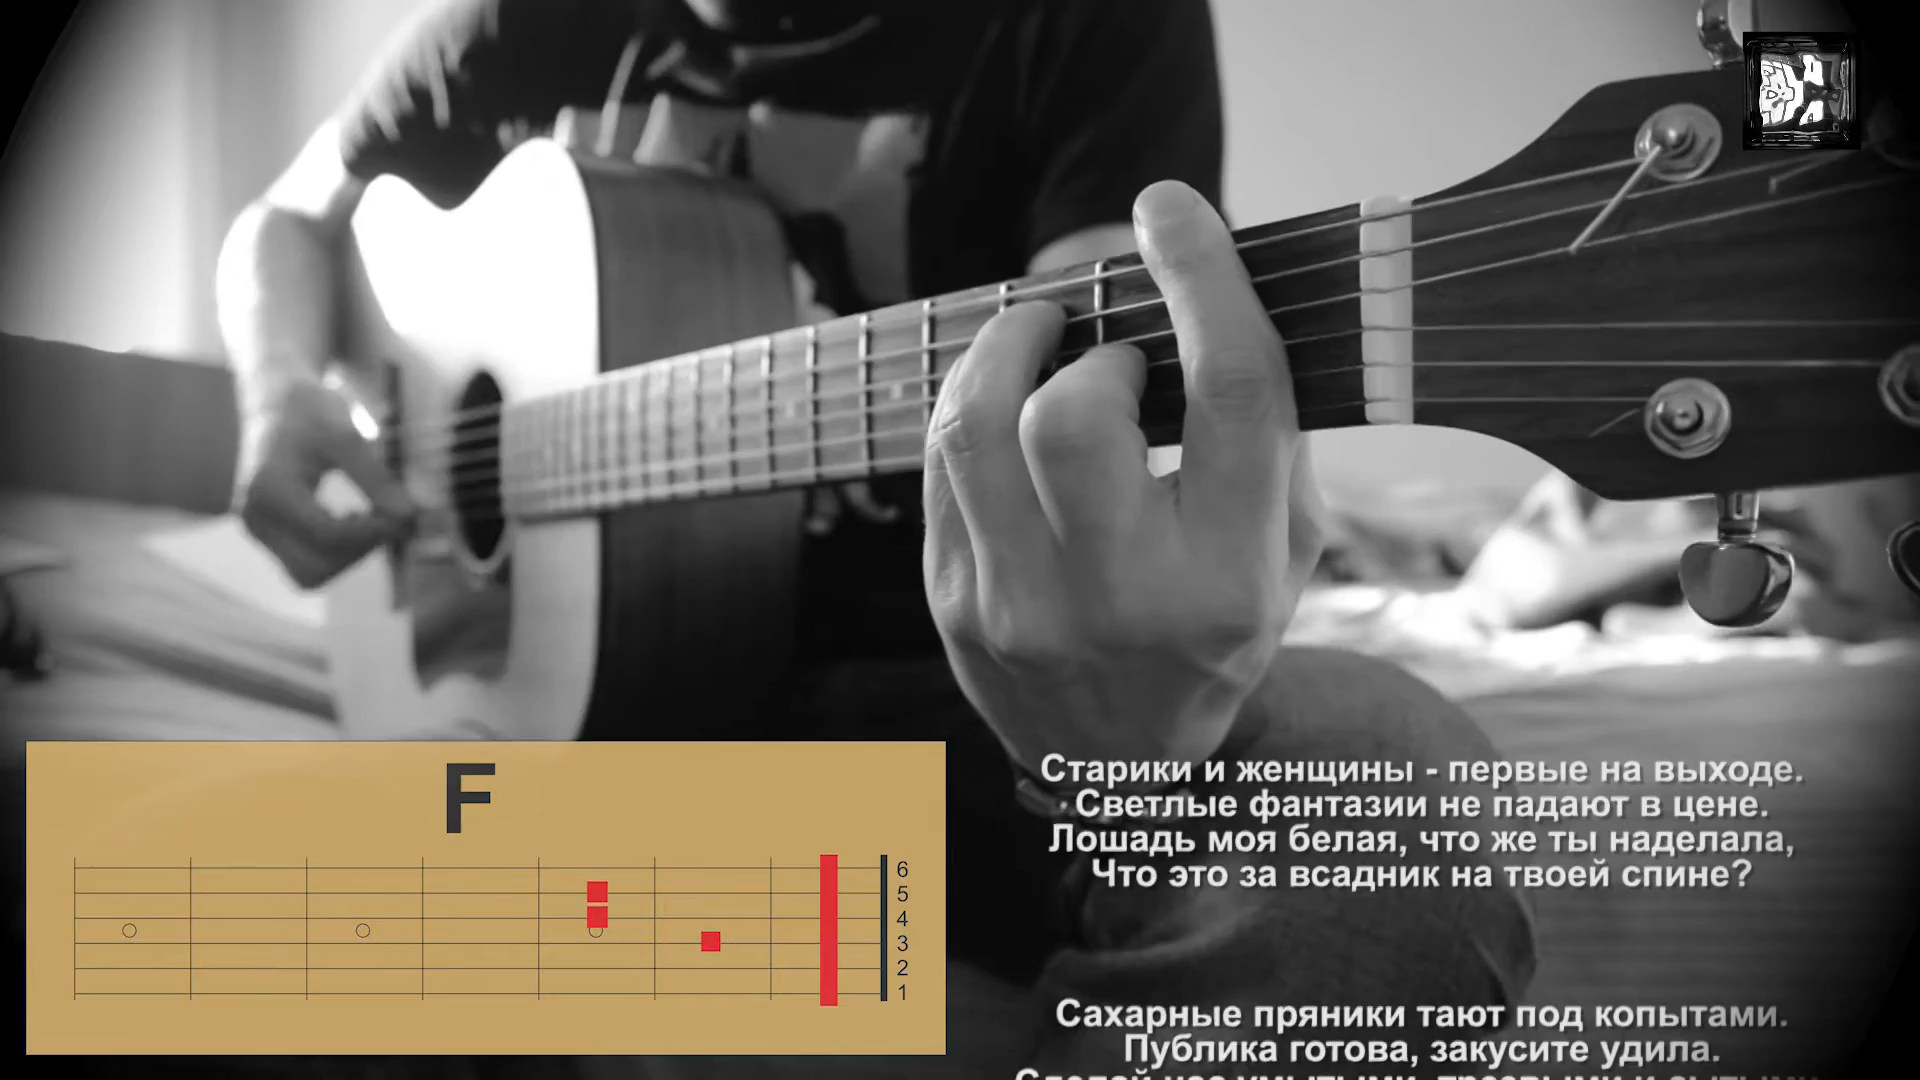 F
6
5
4
3
2
1
Старики и женщины - первые на выходе.
Светлые фантазии не падают в цене.
Лошадь моя белая, что же ты наделала,
Что это за всадник на твоей спине?
Сахарные пряники тают под копытами.
Публика готова, закусите удила.